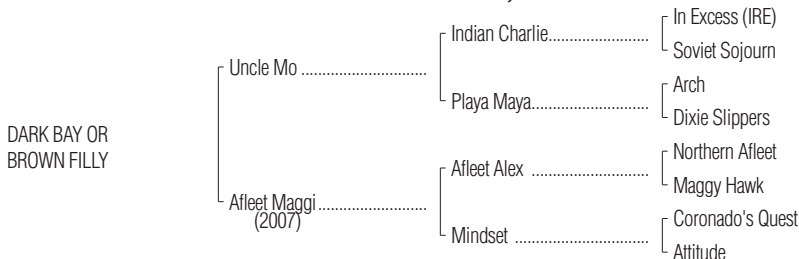 In Excess (IRE)
Indian Charlie........................
Soviet Sojourn
Uncle Mo ..............................
Arch
Playa Maya............................
Dixie Slippers
DARK BAY OR
BROWN FILLY
Northern Afleet
Afleet Alex ............................
Maggy Hawk
Afleet Maggi..........................
(2007)
Coronado's Quest
Mindset ................................
Attitude